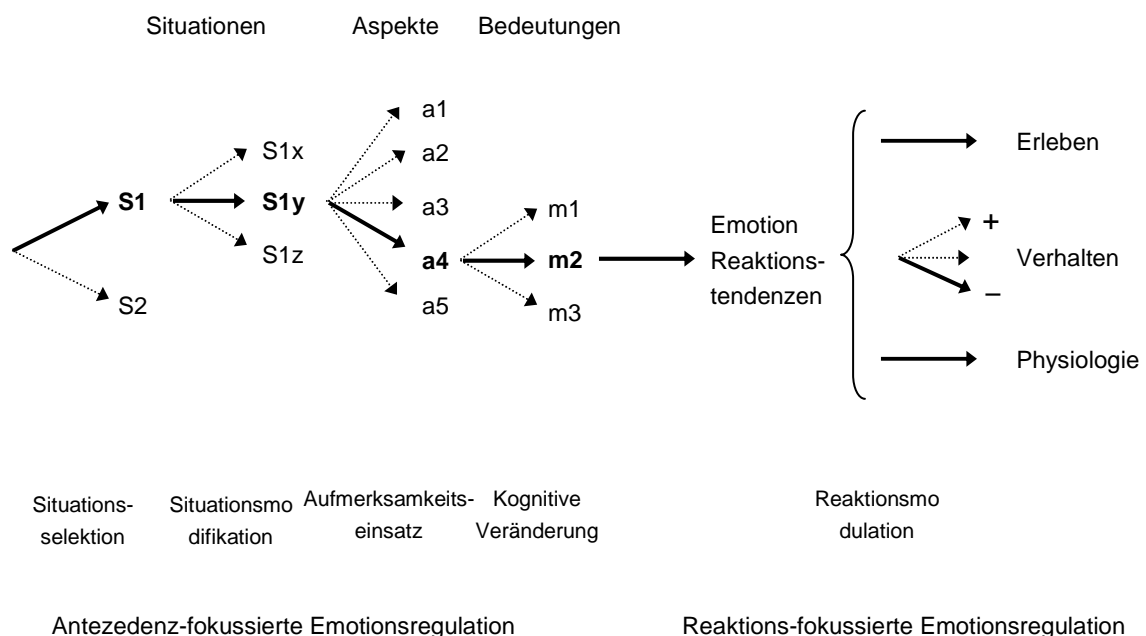 Situationen Aspekte Bedeutungen
a1
S1x a2
S1 S1y a3 m1
S1z a4 m2
S2 a5 m3
Emotion
Reaktions-
tendenzen
Erleben
+
Verhalten
–
Physiologie
Situations-
selektion
Situationsmo
difikation
Aufmerksamkeits-
einsatz
Kognitive
Veränderung
Reaktionsmo
dulation
Antezedenz-fokussierte Emotionsregulation
Reaktions-fokussierte Emotionsregulation